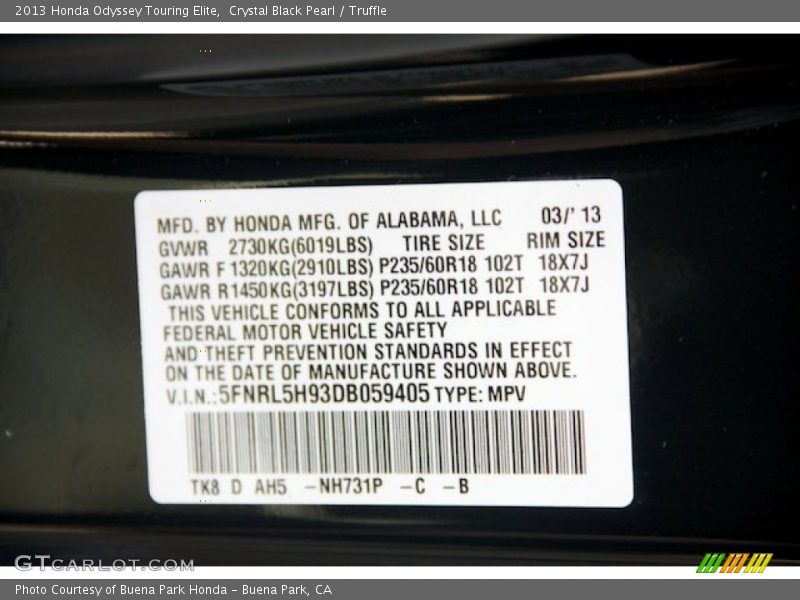 2013 Honda Odyssey Touring Elite,  Crystal Black Pearl / Truffle
MFD. BY HONDA MFG. OF ALABAMA, LLC 03/' 13
GVWR 2730KG(6019LBS) TIRE SIZE RIM SIZE
GAWR F 1320KG(2910LBS) P235/60R18 102T 18X7J
GAWR R1450KG(3197LBS) P235/60R18 102T 18X7J
THIS VEHICLE CONFORMS TO ALL APPLICABLE
FEDERAL MOTOR VEHICLE SAFETY
AND THEFT PREVENTION STANDARDS IN EFFECT
ON THE DATE OF MANUFACTURE SHOWN ABOVE.
V.I.N.:5FNRL5H93DB059405 TYPE: MPV
TK8 D AH5 -NH731P -C -B
GTCARLOT.COM
Photo Courtesy of Buena Park Honda - Buena Park, CA